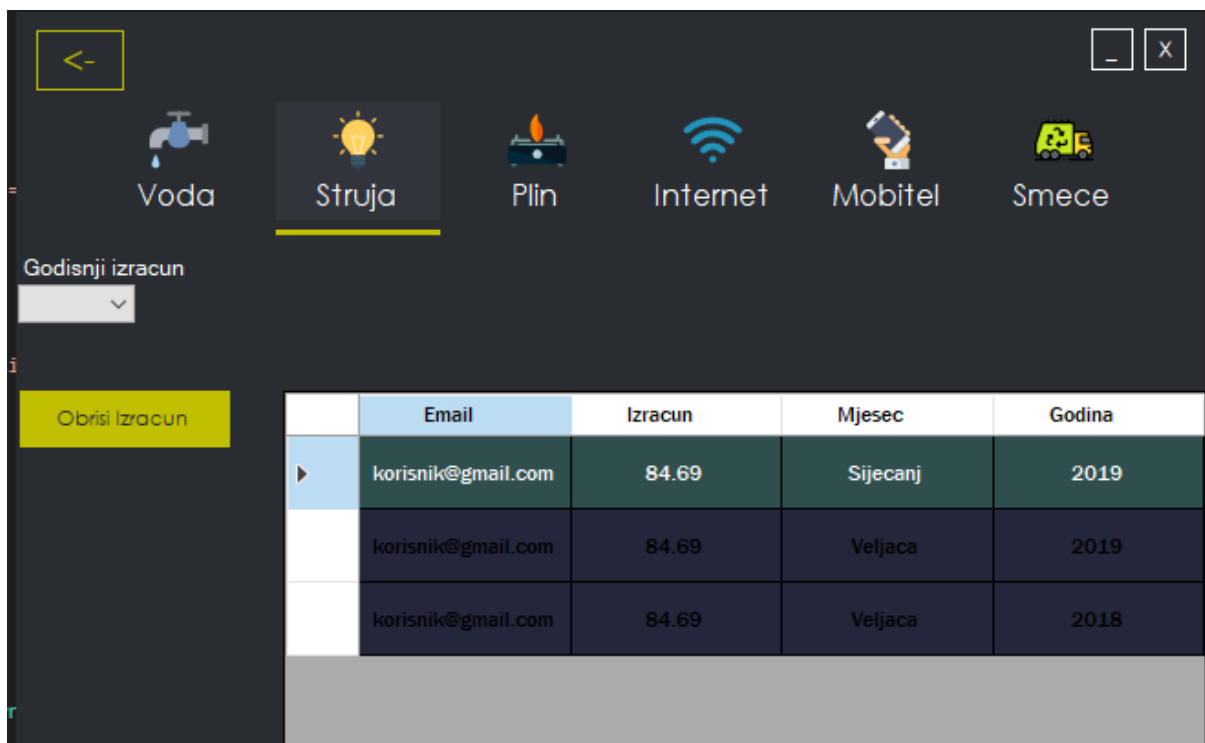 <-
_ X
Voda Struja Plin Internet Mobitel Smece
Godisnji izracun
Obrisi Izracun
Email Izracun Mjesec Godina
korisnik@gmail.com 84.69 Sijecanj 2019
korisnik@gmail.com 84.69 Veljaca 2019
korisnik@gmail.com 84.69 Veljaca 2018
=
i
r